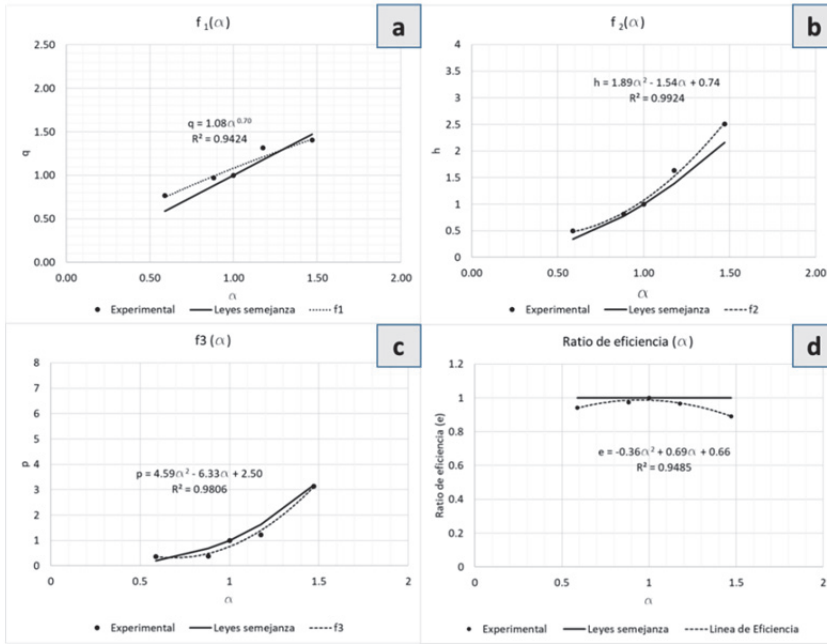 f 1(α)
a
2.50
2.00
1.50
1.00
0.50
0.00
q
q = 1.08α^0.70
R² = 0.9424
0.00 0.50 1.00 1.50 2.00
α
● Experimental Leyes semejanza f1
f 2(α)
b
4
3.5
3
2.5
2
1.5
1
0.5
0
h
h = 1.89α² - 1.54α + 0.74
R² = 0.9924
0.00 0.50 1.00 1.50 2.00
α
● Experimental Leyes semejanza f2
f3 (α)
c
8
7
6
5
4
3
2
1
0
p
p = 4.59α² - 6.33α + 2.50
R² = 0.9806
0 0.5 1 1.5 2
α
● Experimental Leyes semejanza f3
Ratio de eficiencia (α)
d
1.2
1
0.8
0.6
0.4
0.2
0
Ratio de eficiencia (e)
e = -0.36α² + 0.69α + 0.66
R² = 0.9485
0 0.5 1 1.5 2
α
● Experimental Leyes semejanza Linea de Eficiencia